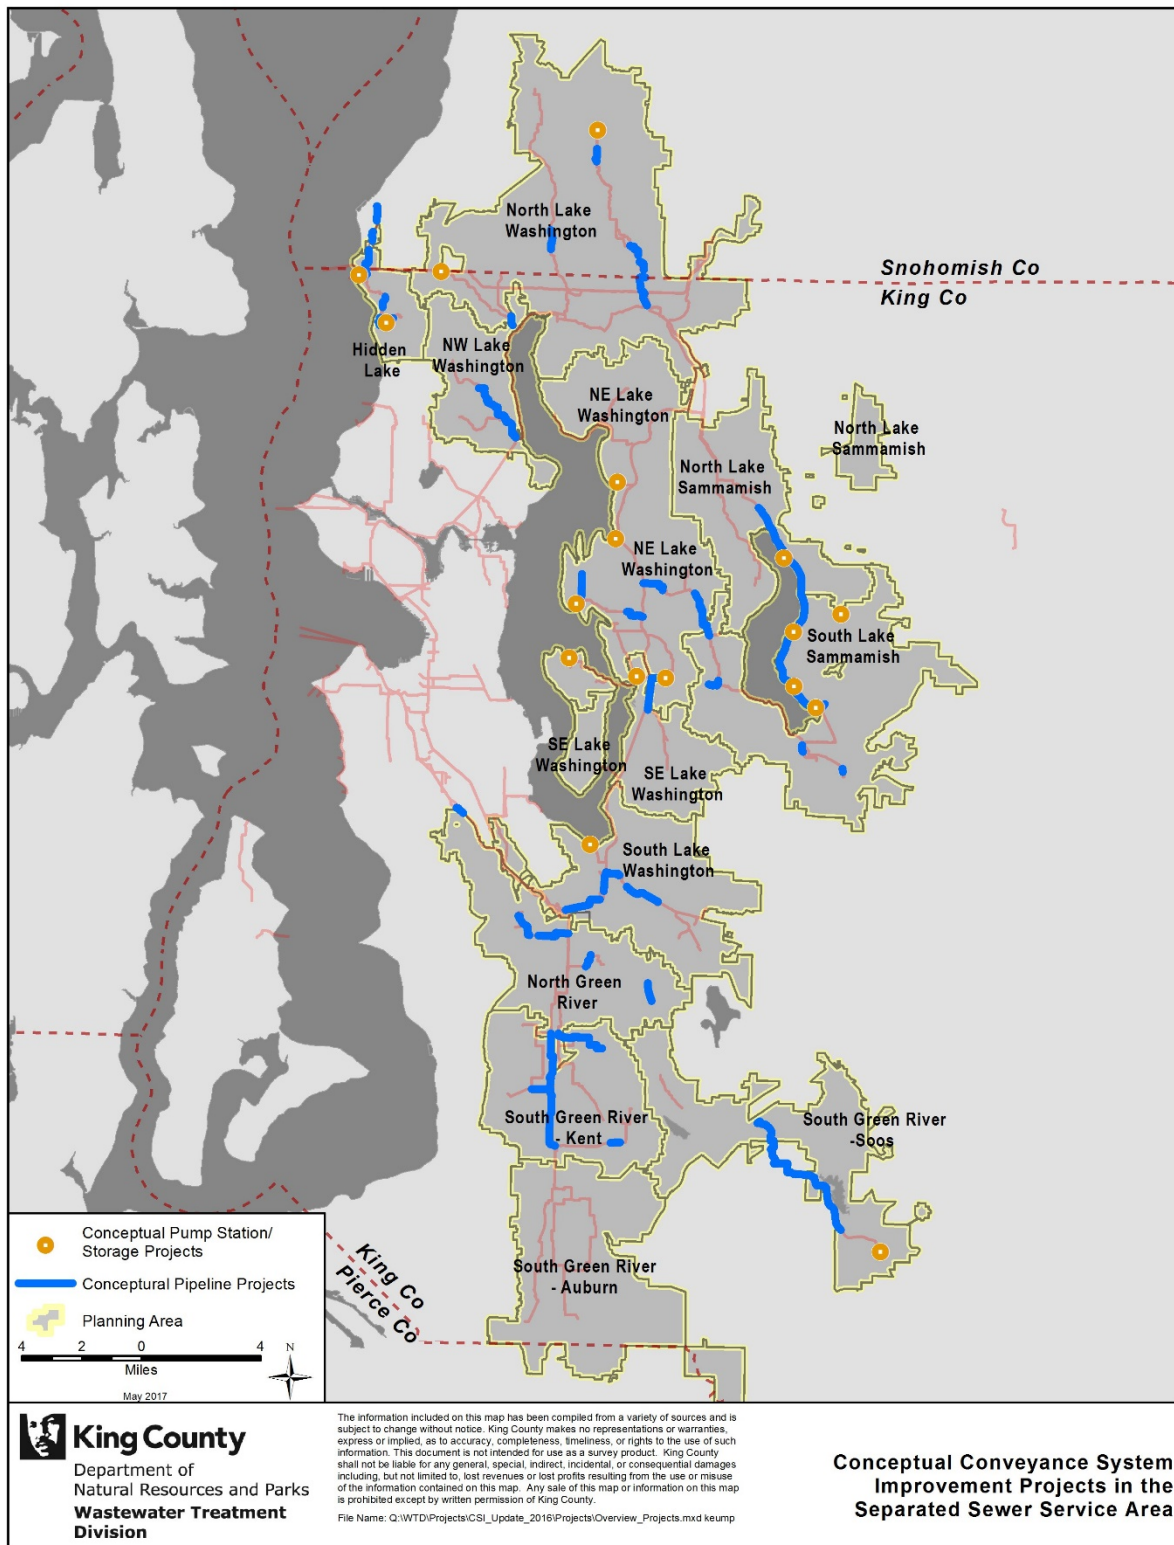 North Lake
Washington
Snohomish Co
King Co
Hidden
Lake
NW Lake
Washington
NE Lake
Washington
North Lake
Sammamish
North Lake
Sammamish
NE Lake
Washington
South Lake
Sammamish
SE Lake
Washington
SE Lake
Washington
South Lake
Washington
North Green
River
South Green River
- Kent
South Green River
-Soos
South Green River
- Auburn
King Co
Pierce Co
Conceptual Pump Station/
Storage Projects
Conceptural Pipeline Projects
Planning Area
4 2 0 4
Miles
N
May 2017
King County
Department of
Natural Resources and Parks
Wastewater Treatment
Division
The information included on this map has been compiled from a variety of sources and is
subject to change without notice. King County makes no representations or warranties,
express or implied, as to accuracy, completeness, timeliness, or rights to the use of such
information. This document is not intended for use as a survey product. King County
shall not be liable for any general, special, indirect, incidental, or consequential damages
including, but not limited to, lost revenues or lost profits resulting from the use or misuse
of the information contained on this map. Any sale of this map or information on this map
is prohibited except by written permission of King County.
File Name: Q:\WTD\Projects\CSI_Update_2016\Projects\Overview_Projects.mxd keump
Conceptual Conveyance System
Improvement Projects in the
Separated Sewer Service Area